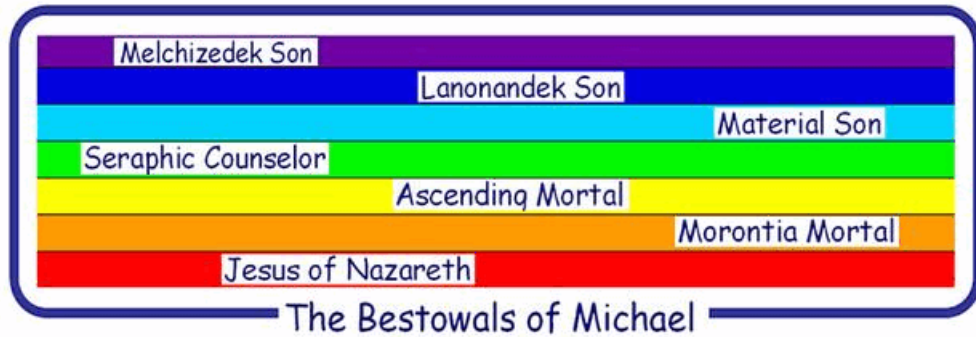 Melchizedek Son
Lanonandek Son
Material Son
Seraphic Counselor
Ascending Mortal
Morontia Mortal
Jesus of Nazareth
The Bestowals of Michael